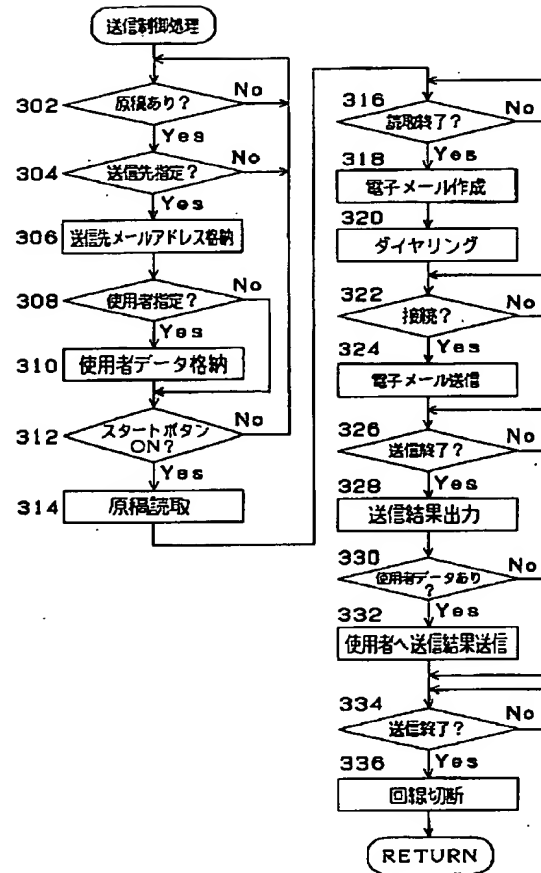 送信制御処理
302
原稿あり?
No
Yes
304
送信先指定?
No
Yes
306
送信先メールアドレス格納
308
使用者指定?
No
Yes
310
使用者データ格納
312
スタートボタン
ON?
No
Yes
314
原稿読取
316
読取終了?
No
Yes
318
電子メール作成
320
ダイヤリング
322
接続?
No
Yes
324
電子メール送信
326
送信終了?
No
Yes
328
送信結果出力
330
使用者データあり
?
No
Yes
332
使用者へ送信結果送信
334
送信終了?
No
Yes
336
回線切断
RETURN